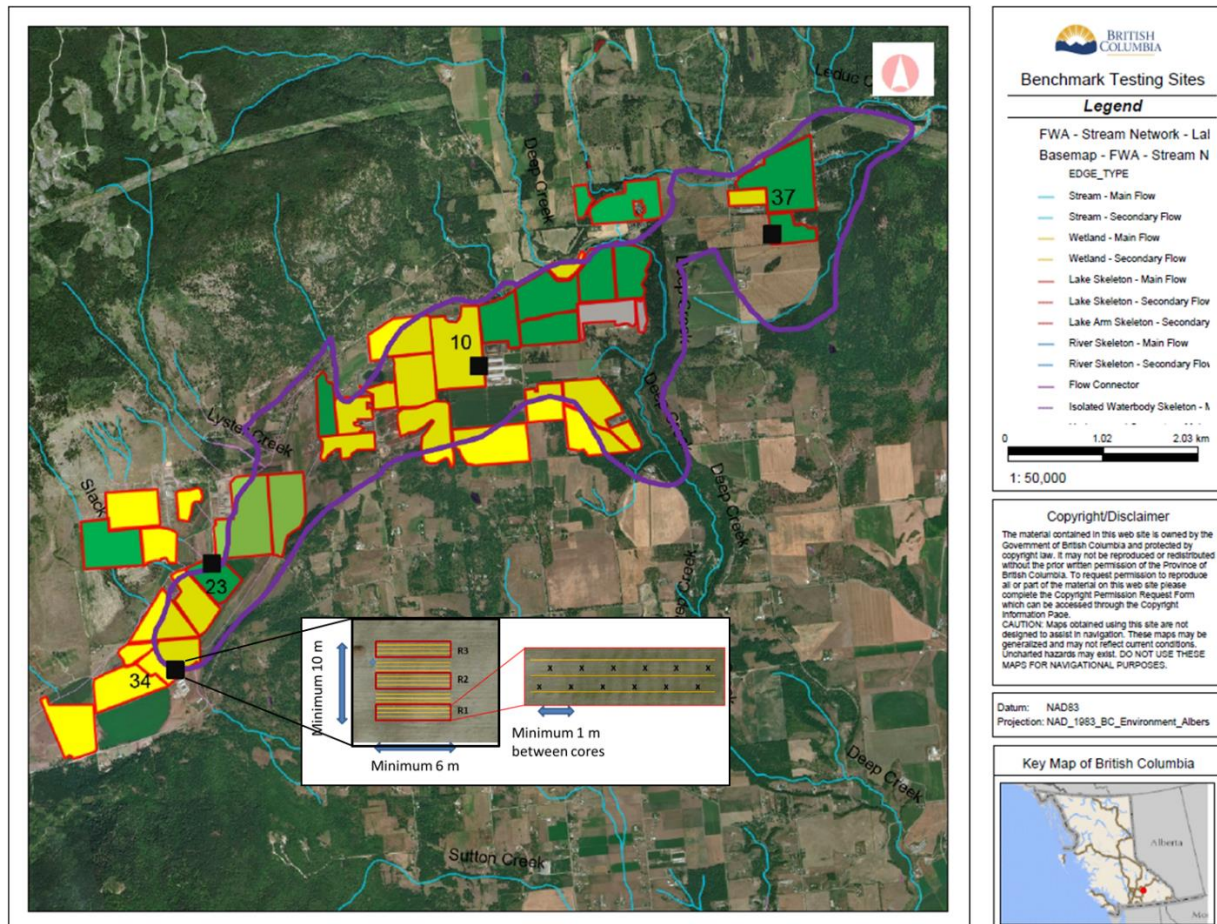 Leduc C
Deep Creek
37
Deep Creek
10
Deep Creek
Lyster Creek
Deep Creek
Slack
23
34
Minimum 10 m
R3
R2
R1
Minimum 6 m
x x x x x x
x x x x x x
Minimum 1 m
between cores
Deep Creek
Sutton Creek
BRITISH
COLUMBIA
Benchmark Testing Sites
Legend
FWA - Stream Network - Lal
Basemap - FWA - Stream N
EDGE_TYPE
Stream - Main Flow
Stream - Secondary Flow
Wetland - Main Flow
Wetland - Secondary Flow
Lake Skeleton - Main Flow
Lake Skeleton - Secondary Flow
Lake Arm Skeleton - Secondary
River Skeleton - Main Flow
River Skeleton - Secondary Flov
Flow Connector
Isolated Waterbody Skeleton - M
0 1.02 2.03 km
1: 50,000
Copyright/Disclaimer
The material contained in this web site is owned by the
Government of British Columbia and protected by
copyright law. It may not be reproduced or redistributed
without the prior written permission of the Province of
British Columbia. To request permission to reproduce
all or part of the material on this web site please
complete the Copyright Permission Request Form
which can be accessed through the Copyright
Information Page.
CAUTION: Maps obtained using this site are not
designed to assist in navigation. These maps may be
generalized and may not reflect current conditions.
Uncharted hazards may exist. DO NOT USE THESE
MAPS FOR NAVIGATIONAL PURPOSES.
Datum: NAD83
Projection: NAD_1983_BC_Environment_Albers
Key Map of British Columbia
Alberta